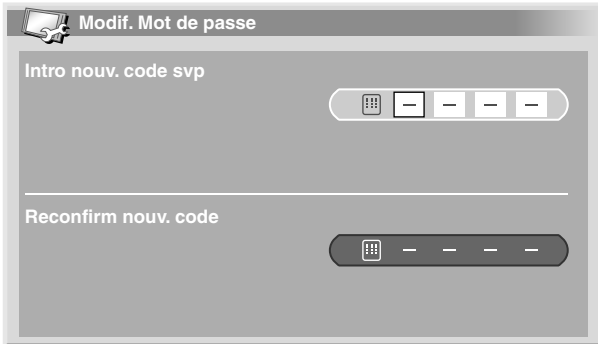 Modif. Mot de passe
Intro nouv. code svp
– – – –
Reconfirm nouv. code
– – – –